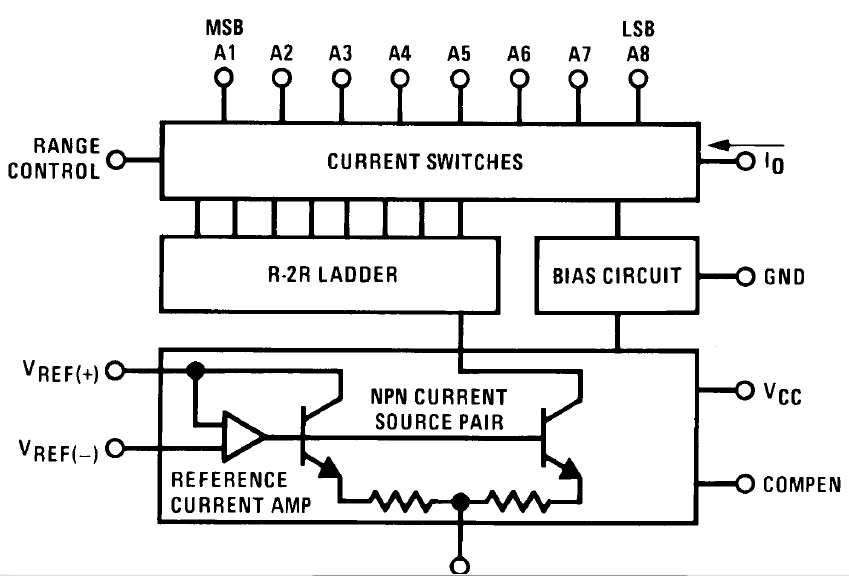 MSB
LSB
A1 A2 A3 A4 A5 A6 A7 A8
RANGE
CONTROL
CURRENT SWITCHES
IO
R-2R LADDER
BIAS CIRCUIT
GND
VREF(+)
NPN CURRENT
SOURCE PAIR
VCC
VREF(–)
REFERENCE
CURRENT AMP
COMPEN